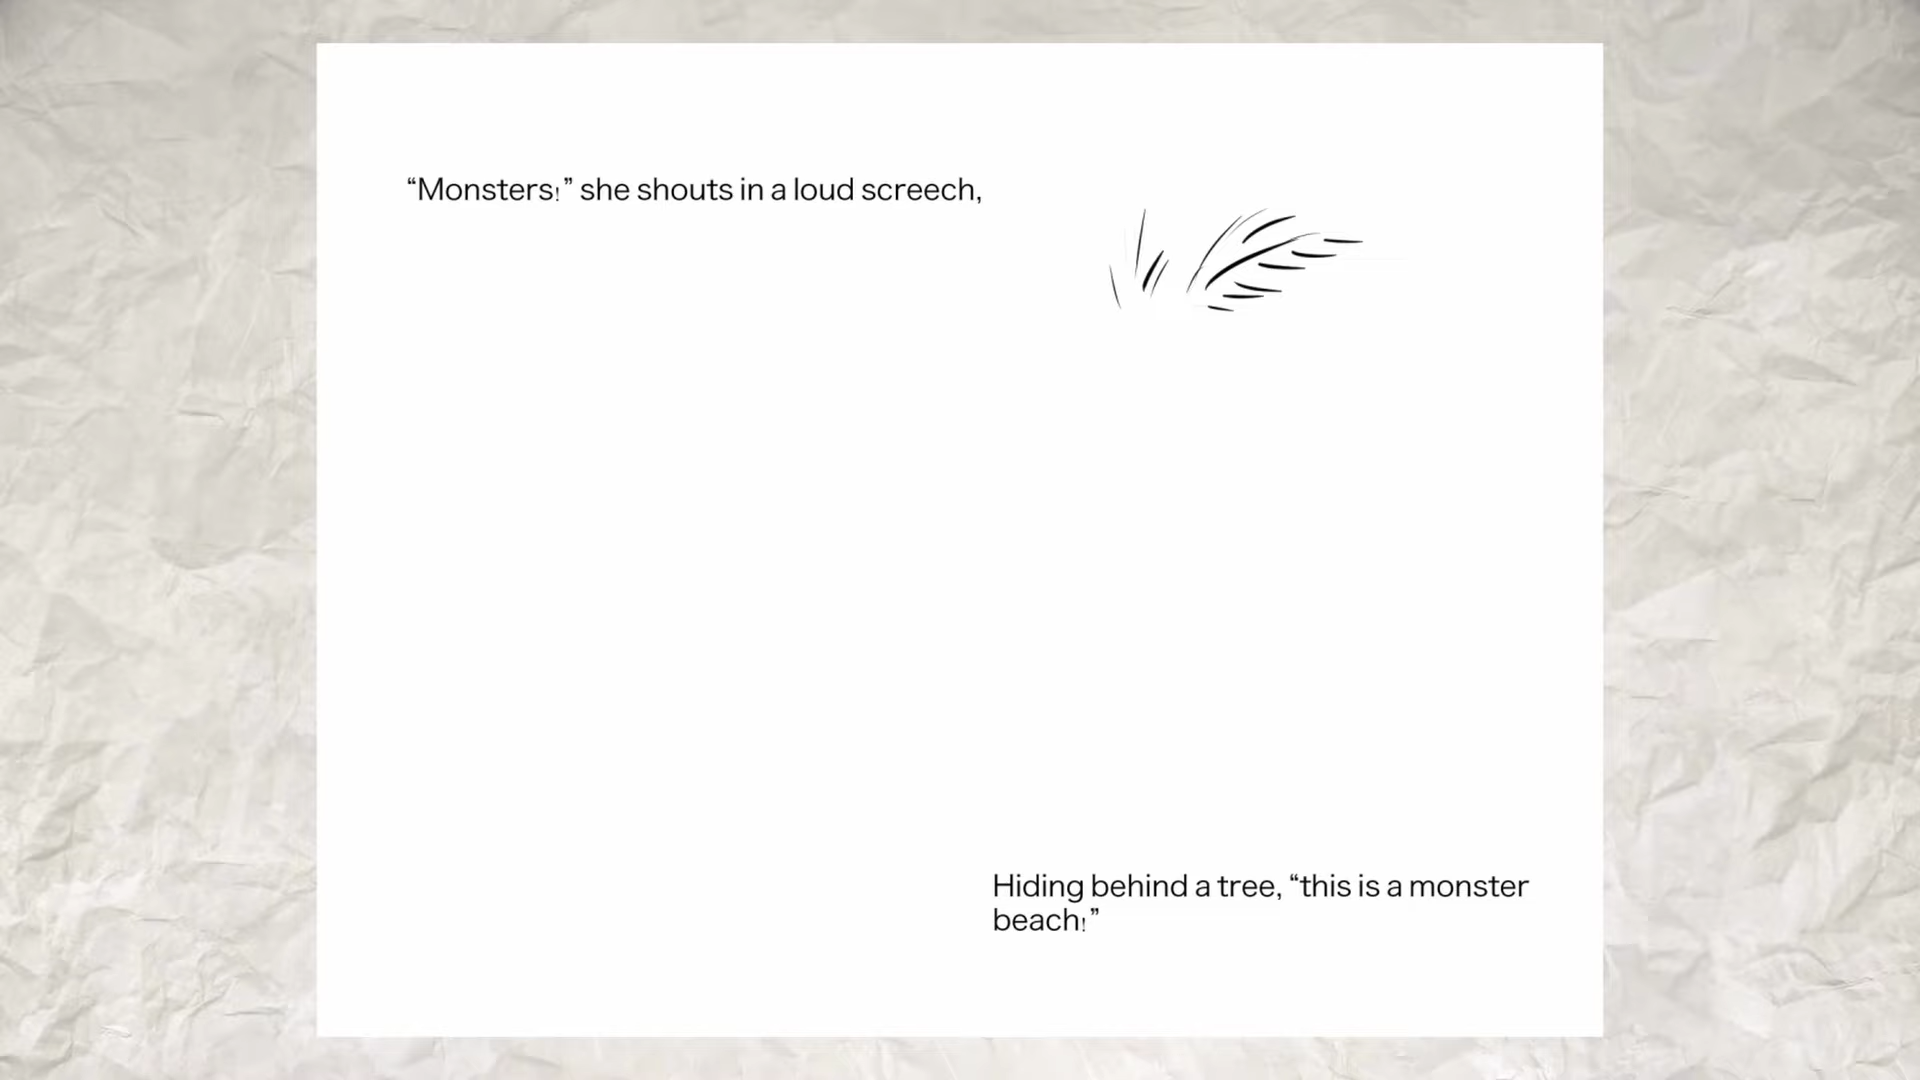 “Monsters!” she shouts in a loud screech,
Hiding behind a tree, “this is a monster
beach!”